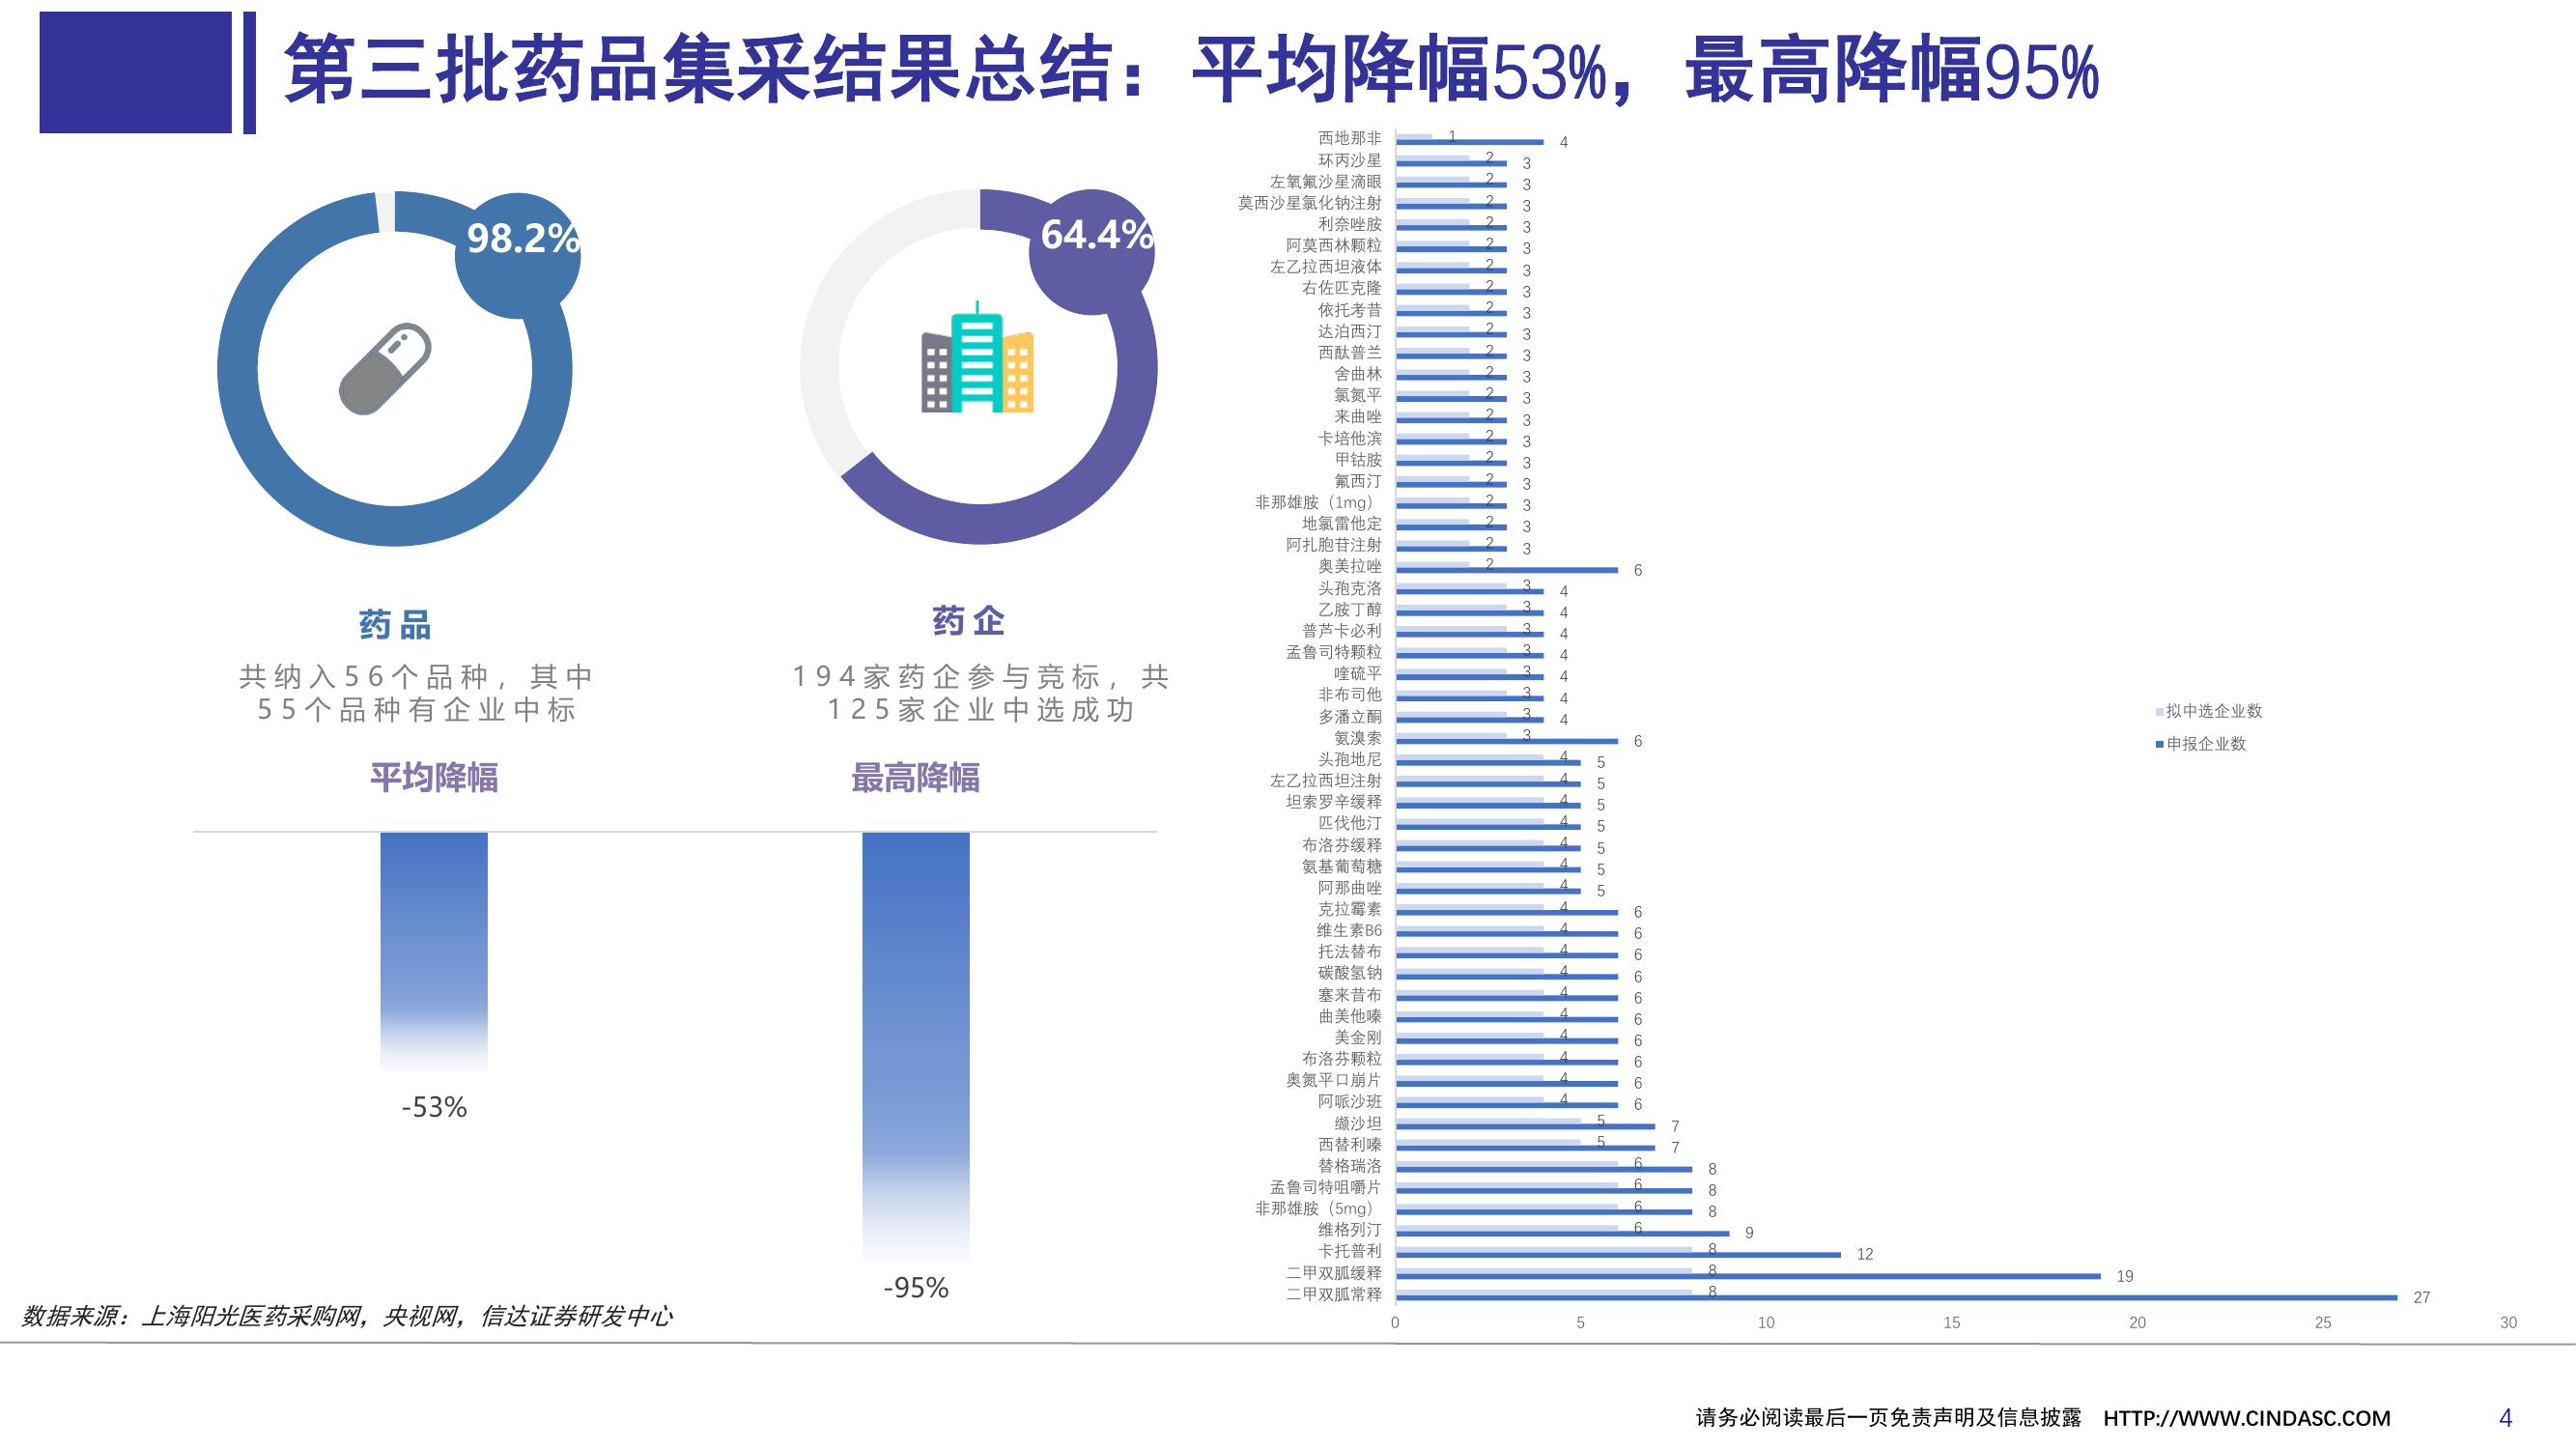 第三批药品集采结果总结：平均降幅53%，最高降幅95%
98.2%
药品
共纳入56个品种，其中
55个品种有企业中标
64.4%
药企
194家药企参与竞标，共
125家企业中选成功
平均降幅
-53%
最高降幅
-95%
西地那非 1 4
环丙沙星 2 3
左氧氟沙星滴眼 2 3
莫西沙星氯化钠注射 2 3
利奈唑胺 2 3
阿莫西林颗粒 2 3
左乙拉西坦液体 2 3
右佐匹克隆 2 3
依托考昔 2 3
达泊西汀 2 3
西酞普兰 2 3
舍曲林 2 3
氯氮平 2 3
来曲唑 2 3
卡培他滨 2 3
甲钴胺 2 3
氟西汀 2 3
非那雄胺（1mg） 2 3
地氯雷他定 2 3
阿扎胞苷注射 2 3
奥美拉唑 2 6
头孢克洛 3 4
乙胺丁醇 3 4
普芦卡必利 3 4
孟鲁司特颗粒 3 4
喹硫平 3 4
非布司他 3 4
多潘立酮 3 4
氨溴索 3 6
头孢地尼 4 5
左乙拉西坦注射 4 5
坦索罗辛缓释 4 5
匹伐他汀 4 5
布洛芬缓释 4 5
氨基葡萄糖 4 5
阿那曲唑 4 5
克拉霉素 4 6
维生素B6 4 6
托法替布 4 6
碳酸氢钠 4 6
塞来昔布 4 6
曲美他嗪 4 6
美金刚 4 6
布洛芬颗粒 4 6
奥氮平口崩片 4 6
阿哌沙班 4 6
缬沙坦 5 7
西替利嗪 5 7
替格瑞洛 6 8
孟鲁司特咀嚼片 6 8
非那雄胺（5mg） 6 8
维格列汀 6 9
卡托普利 8 12
二甲双胍缓释 8 19
二甲双胍常释 8 27
0 5 10 15 20 25 30
拟中选企业数
申报企业数
数据来源：上海阳光医药采购网，央视网，信达证券研发中心
请务必阅读最后一页免责声明及信息披露 HTTP://WWW.CINDASC.COM 4